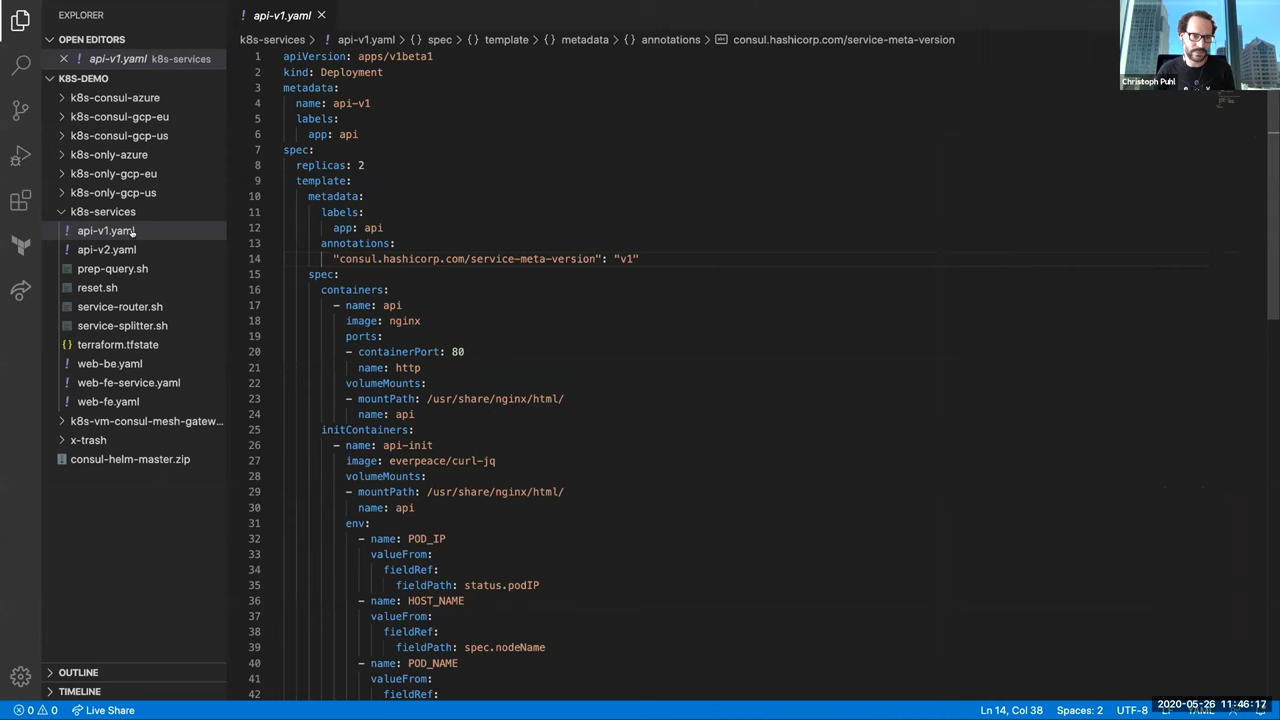 EXPLORER
OPEN EDITORS
api-v1.yaml k8s-services
K8S-DEMO
k8s-consul-azure
k8s-consul-gcp-eu
k8s-consul-gcp-us
k8s-only-azure
k8s-only-gcp-eu
k8s-only-gcp-us
k8s-services
! api-v1.yaml
! api-v2.yaml
prep-query.sh
reset.sh
service-router.sh
service-splitter.sh
{} terraform.tfstate
! web-be.yaml
! web-fe-service.yaml
! web-fe.yaml
k8s-vm-consul-mesh-gatew...
x-trash
consul-helm-master.zip
OUTLINE
TIMELINE
! api-v1.yaml
k8s-services > ! api-v1.yaml > {} spec > {} template > {} metadata > {} annotations > consul.hashicorp.com/service-meta-version
1 apiVersion: apps/v1beta1
2 kind: Deployment
3 metadata:
4 name: api-v1
5 labels:
6 app: api
7 spec:
8 replicas: 2
9 template:
10 metadata:
11 labels:
12 app: api
13 annotations:
14 "consul.hashicorp.com/service-meta-version": "v1"
15 spec:
16 containers:
17 - name: api
18 image: nginx
19 ports:
20 - containerPort: 80
21 name: http
22 volumeMounts:
23 - mountPath: /usr/share/nginx/html/
24 name: api
25 initContainers:
26 - name: api-init
27 image: everpeace/curl-jq
28 volumeMounts:
29 - mountPath: /usr/share/nginx/html/
30 name: api
31 env:
32 - name: POD_IP
33 valueFrom:
34 fieldRef:
35 fieldPath: status.podIP
36 - name: HOST_NAME
37 valueFrom:
38 fieldRef:
39 fieldPath: spec.nodeName
40 - name: POD_NAME
41 valueFrom:
42 fieldRef:
Christoph Puhl
0 0 Live Share
Ln 14, Col 38 Spaces: 2 UTF-8
2020-05-26 11:46:17